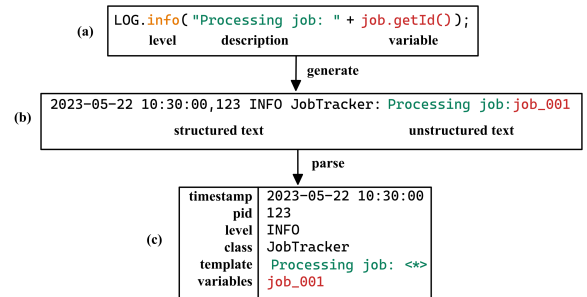 (a) LOG.info("Processing job: " + job.getId());
level description variable
generate
(b) 2023-05-22 10:30:00,123 INFO JobTracker: Processing job:job_001
structured text unstructured text
parse
(c)
timestamp 2023-05-22 10:30:00
pid 123
level INFO
class JobTracker
template Processing job: <*>
variables job_001